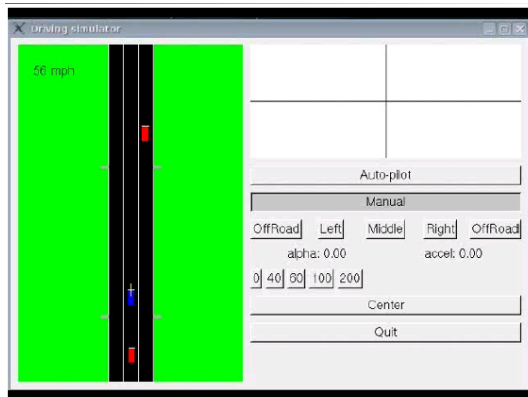 Driving simulator
56 mph
Auto-pilot
Manual
OffRoad Left Middle Right OffRoad
alpha: 0.00 accel: 0.00
0 40 60 100 200
Center
Quit